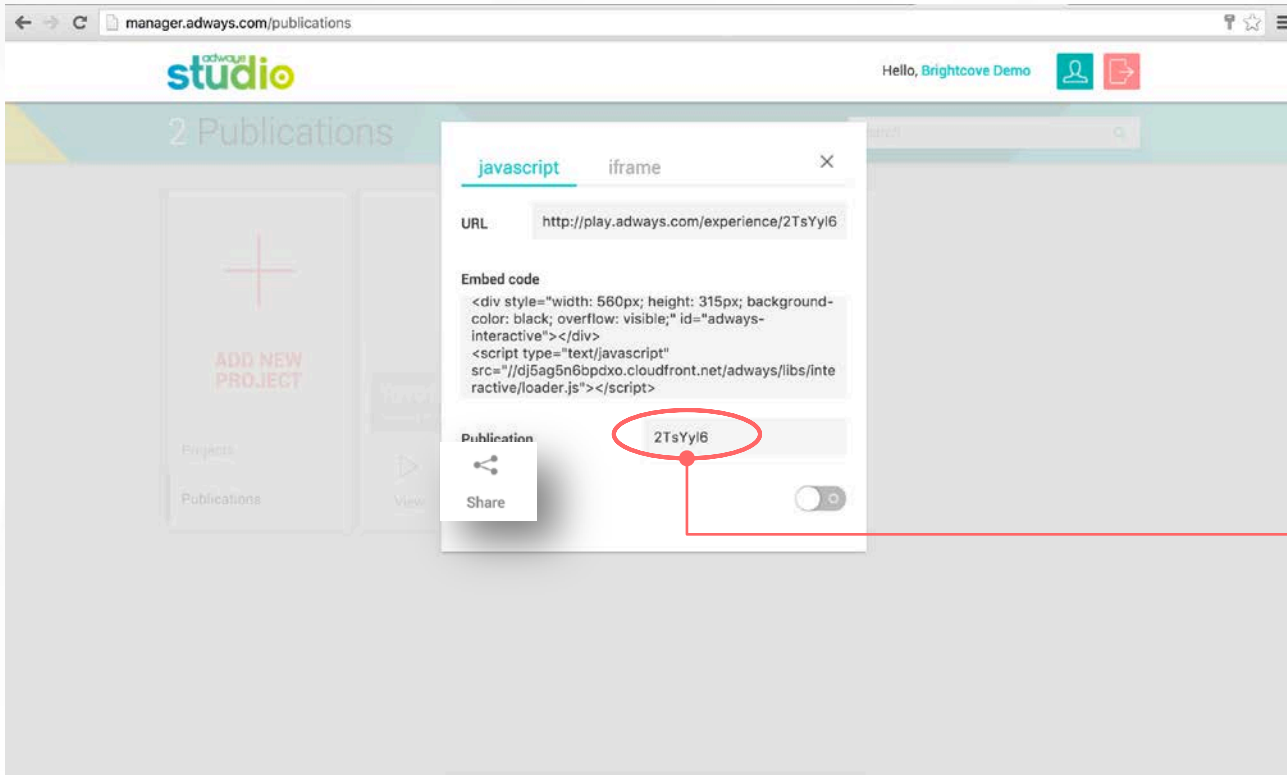 manager.adways.com/publications
adways
studio
Hello, Brightcove Demo
2 Publications
Search
javascript iframe
URL http://play.adways.com/experience/2TsYyI6
Embed code
<div style="width: 560px; height: 315px; background-
color: black; overflow: visible;" id="adways-
interactive"></div>
<script type="text/javascript"
src="//dj5ag5n6bpdxo.cloudfront.net/adways/libs/inte
ractive/loader.js"></script>
ADD NEW
PROJECT
Publication 2TsYyI6
Projects
Publications
View
Share